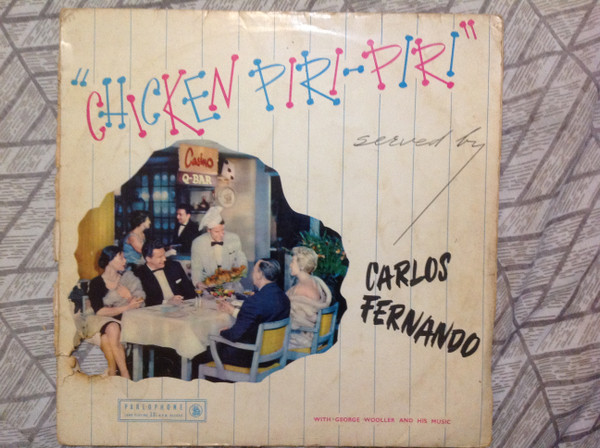 "CHICKEN PIRI-PIRI"
served by
Casino
Q-BAR
CARLOS
FERNANDO
PARLOPHONE
WITH GEORGE WOOLLER AND HIS MUSIC